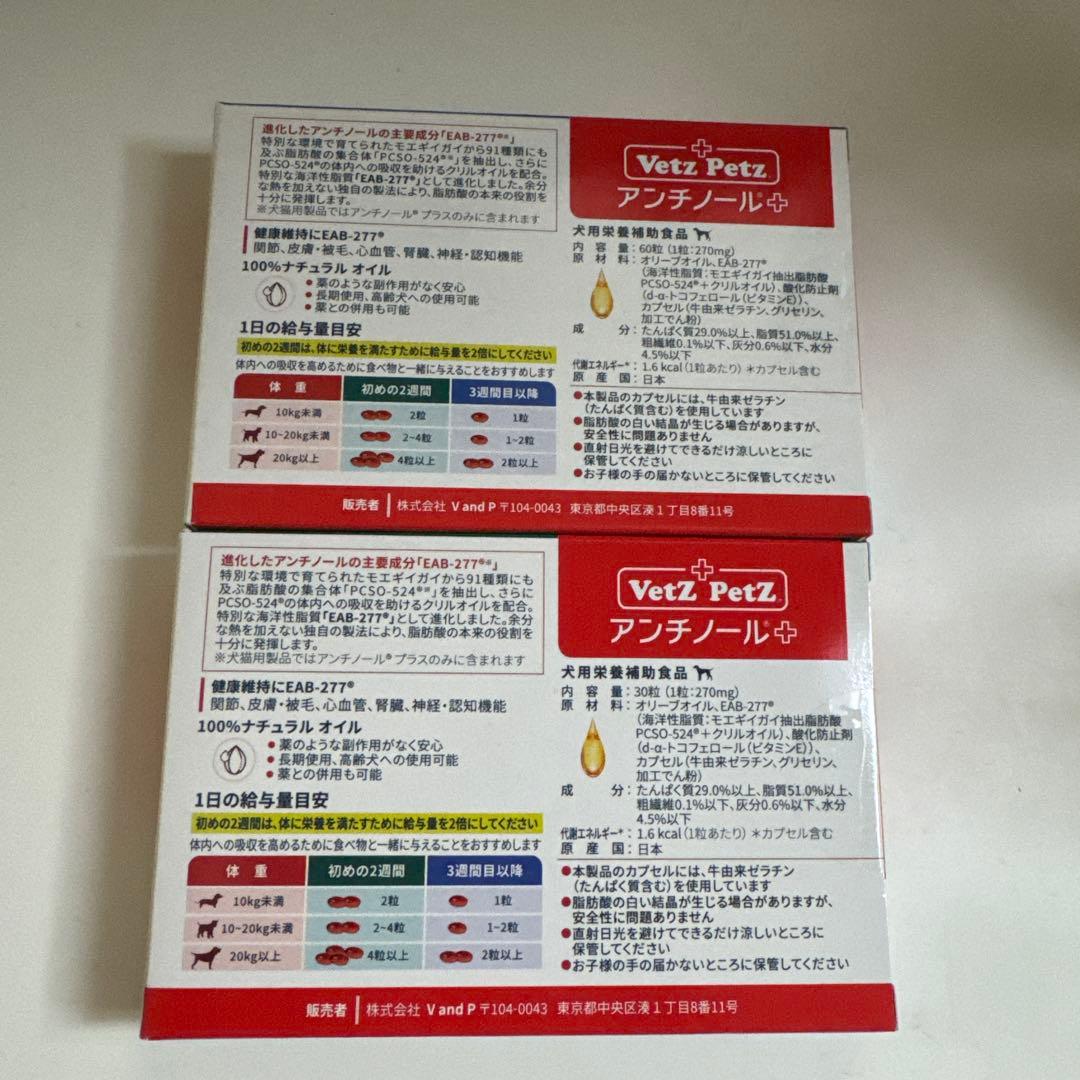 進化したアンチノールの主要成分「EAB-277®※」
特別な環境で育てられたモエギイガイから91種類にも
及ぶ脂肪酸の集合体「PCSO-524®※」を抽出し、さらに
PCSO-524®の体内への吸収を助けるクリルオイルを配合。
特別な海洋性脂質「EAB-277®」として進化しました。余分
な熱を加えない独自の製法により、脂肪酸の本来の役割を
十分に発揮します。
※犬猫用製品ではアンチノール® プラスのみに含まれます
健康維持にEAB-277®
関節、皮膚・被毛、心血管、腎臓、神経・認知機能
100%ナチュラル オイル
●薬のような副作用がなく安心
●長期使用、高齢犬への使用可能
●薬との併用も可能
1日の給与量目安
初めの2週間は、体に栄養を満たすために給与量を2倍にしてください
体内への吸収を高めるために食べ物と一緒に与えることをおすすめします
体 重 初めの2週間 3週間目以降
10kg未満 2粒 1粒
10~20kg未満 2~4粒 1~2粒
20kg以上 4粒以上 2粒以上
Vetz Petz
アンチノール®+
犬用栄養補助食品
内 容 量：60粒 (1粒：270mg)
原 材 料：オリーブオイル、EAB-277®
（海洋性脂質：モエギイガイ抽出脂肪酸
PCSO-524®＋クリルオイル）、酸化防止剤
（d-α-トコフェロール（ビタミンE））、
カプセル（牛由来ゼラチン、グリセリン、
加工でん粉）
成 分：たんぱく質29.0%以上、脂質51.0%以上、
粗繊維0.1%以下、灰分0.6%以下、水分
4.5%以下
代謝エネルギー*：1.6 kcal（1粒あたり）＊カプセル含む
原 産 国：日本
●本製品のカプセルには、牛由来ゼラチン
（たんぱく質含む）を使用しています
●脂肪酸の白い結晶が生じる場合がありますが、
安全性に問題ありません
●直射日光を避けてできるだけ涼しいところに
保管してください
●お子様の手の届かないところに保管してください
販売者 株式会社 V and P 〒104-0043 東京都中央区湊1丁目8番11号
進化したアンチノールの主要成分「EAB-277®※」
特別な環境で育てられたモエギイガイから91種類にも
及ぶ脂肪酸の集合体「PCSO-524®※」を抽出し、さらに
PCSO-524®の体内への吸収を助けるクリルオイルを配合。
特別な海洋性脂質「EAB-277®」として進化しました。余分
な熱を加えない独自の製法により、脂肪酸の本来の役割を
十分に発揮します。
※犬猫用製品ではアンチノール® プラスのみに含まれます
健康維持にEAB-277®
関節、皮膚・被毛、心血管、腎臓、神経・認知機能
100%ナチュラル オイル
●薬のような副作用がなく安心
●長期使用、高齢犬への使用可能
●薬との併用も可能
1日の給与量目安
初めの2週間は、体に栄養を満たすために給与量を2倍にしてください
体内への吸収を高めるために食べ物と一緒に与えることをおすすめします
体 重 初めの2週間 3週間目以降
10kg未満 2粒 1粒
10~20kg未満 2~4粒 1~2粒
20kg以上 4粒以上 2粒以上
VetZ PetZ
アンチノール®+
犬用栄養補助食品
内 容 量：30粒 (1粒：270mg)
原 材 料：オリーブオイル、EAB-277®
（海洋性脂質：モエギイガイ抽出脂肪酸
PCSO-524®＋クリルオイル）、酸化防止剤
（d-α-トコフェロール（ビタミンE））、
カプセル（牛由来ゼラチン、グリセリン、
加工でん粉）
成 分：たんぱく質29.0%以上、脂質51.0%以上、
粗繊維0.1%以下、灰分0.6%以下、水分
4.5%以下
代謝エネルギー*：1.6 kcal（1粒あたり）＊カプセル含む
原 産 国：日本
●本製品のカプセルには、牛由来ゼラチン
（たんぱく質含む）を使用しています
●脂肪酸の白い結晶が生じる場合がありますが、
安全性に問題ありません
●直射日光を避けてできるだけ涼しいところに
保管してください
●お子様の手の届かないところに保管してください
販売者 株式会社 V and P 〒104-0043 東京都中央区湊1丁目8番11号